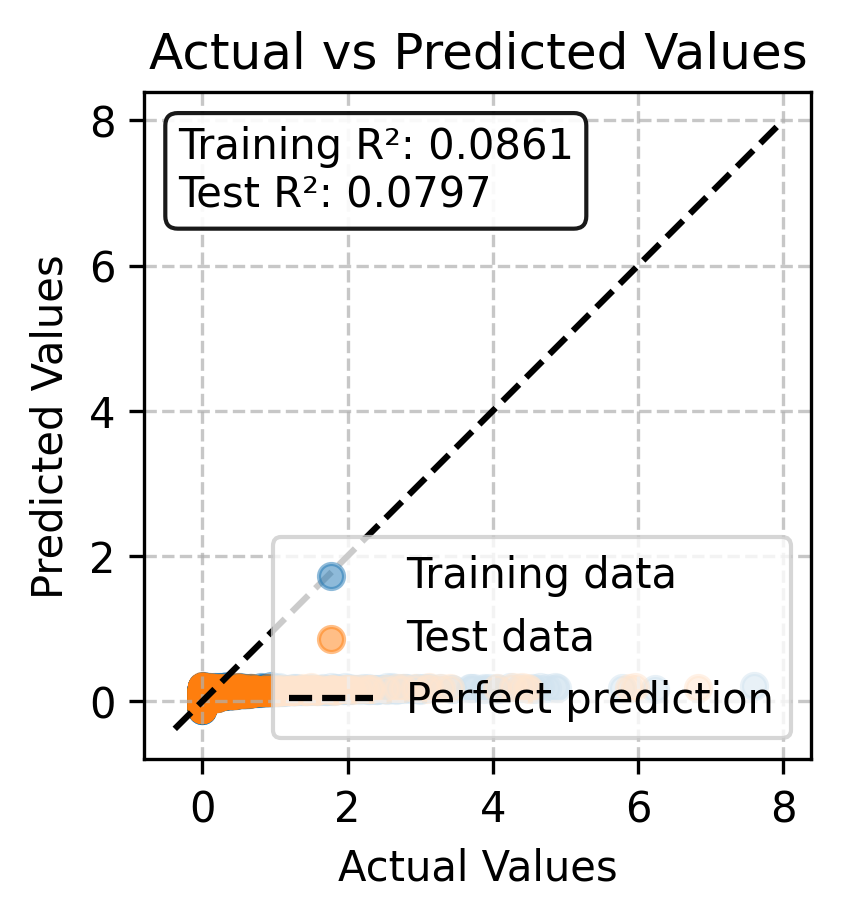 Actual vs Predicted Values
Training R²: 0.0861
Test R²: 0.0797
8
6
4
2
0
Predicted Values
Training data
Test data
Perfect prediction
0 2 4 6 8
Actual Values